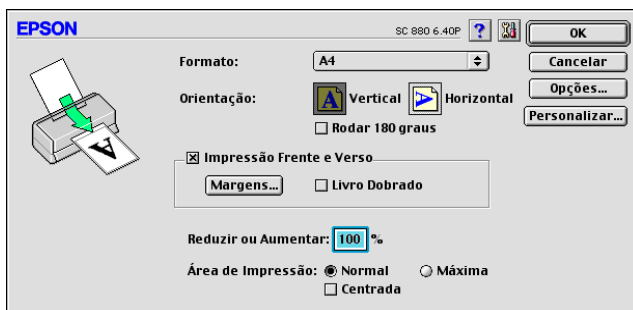 EPSON
SC 880 6.40P ?
OK
Formato: A4
Cancelar
Orientação: A Vertical A Horizontal
Opções...
Rodar 180 graus
Personalizar...
Impressão Frente e Verso
Margens... Livro Dobrado
Reduzir ou Aumentar: 100 %
Área de Impressão: Normal Máxima
Centrada
A